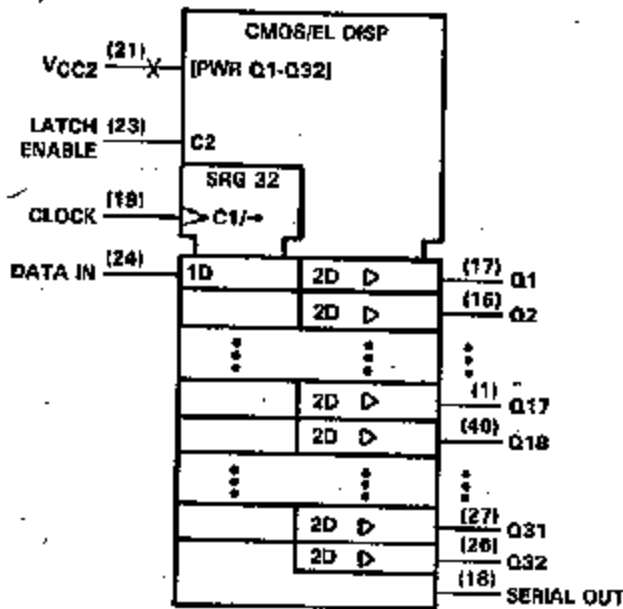 CMOS/EL DISP
VCC2 (21) [PWR Q1-Q32]
LATCH ENABLE (23) C2
SRG 32
CLOCK (19) C1/→
DATA IN (24) 1D 2D ▷ (17) Q1
2D ▷ (16) Q2
2D ▷ (1) Q17
2D ▷ (40) Q18
2D ▷ (27) Q31
2D ▷ (26) Q32
(18) SERIAL OUT